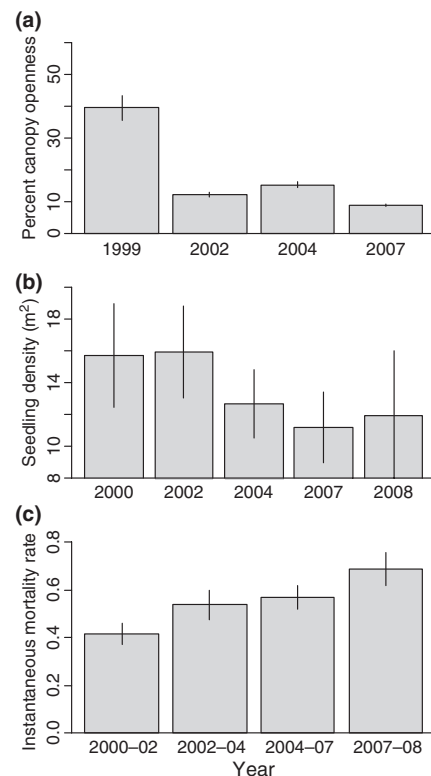 (a)
Percent canopy openness
50
30
10
0
1999 2002 2004 2007
(b)
Seedling density (m²)
18
14
10
8
2000 2002 2004 2007 2008
(c)
Instantaneous mortality rate
0.8
0.6
0.4
0.2
0.0
2000–02 2002–04 2004–07 2007–08
Year